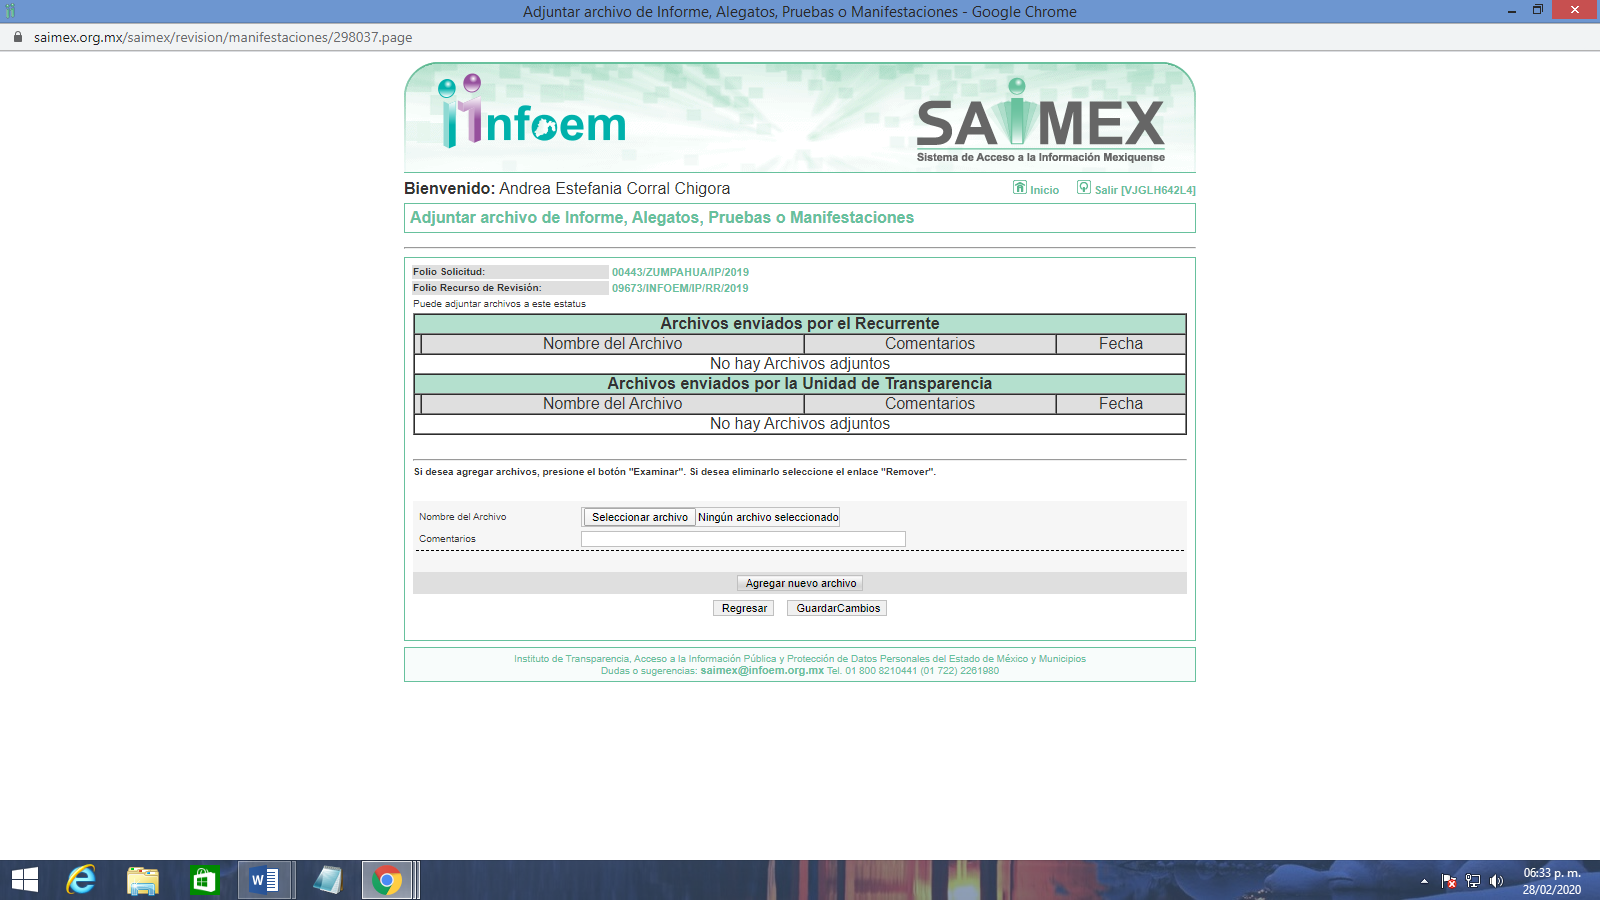 Adjuntar archivo de Informe, Alegatos, Pruebas o Manifestaciones - Google Chrome
saimex.org.mx/saimex/revision/manifestaciones/298037.page
infoem
SAIMEX
Sistema de Acceso a la Información Mexiquense
Bienvenido: Andrea Estefania Corral Chigora
Inicio Salir [VJGLH642L4]
Adjuntar archivo de Informe, Alegatos, Pruebas o Manifestaciones
Folio Solicitud: 00443/ZUMPAHUA/IP/2019
Folio Recurso de Revisión: 09673/INFOEM/IP/RR/2019
Puede adjuntar archivos a este estatus
Archivos enviados por el Recurrente
Nombre del Archivo Comentarios Fecha
No hay Archivos adjuntos
Archivos enviados por la Unidad de Transparencia
Nombre del Archivo Comentarios Fecha
No hay Archivos adjuntos
Si desea agregar archivos, presione el botón "Examinar". Si desea eliminarlo seleccione el enlace "Remover".
Nombre del Archivo Seleccionar archivo Ningún archivo seleccionado
Comentarios
Agregar nuevo archivo
Regresar GuardarCambios
Instituto de Transparencia, Acceso a la Información Pública y Protección de Datos Personales del Estado de México y Municipios
Dudas o sugerencias: saimex@infoem.org.mx Tel. 01 800 8210441 (01 722) 2261980
06:33 p. m.
28/02/2020